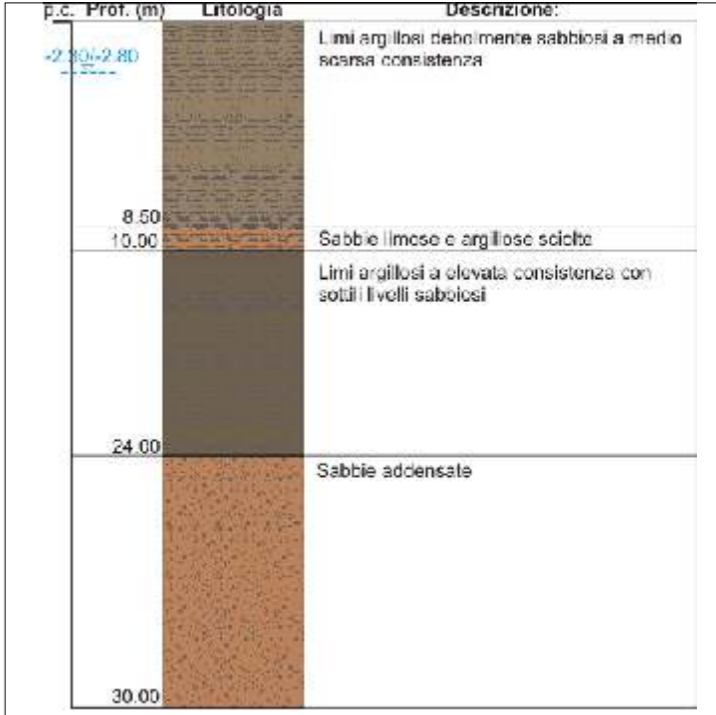 p.c. Prof. (m) Litologia Descrizione:
Limi argillosi debolmente sabbiosi a medio
scarsa consistenza
-2.30/-2.80
8.50
10.00 Sabbie limose e argillose sciolte
Limi argillosi a elevata consistenza con
sottili livelli sabbiosi
24.00
Sabbie addensate
30.00